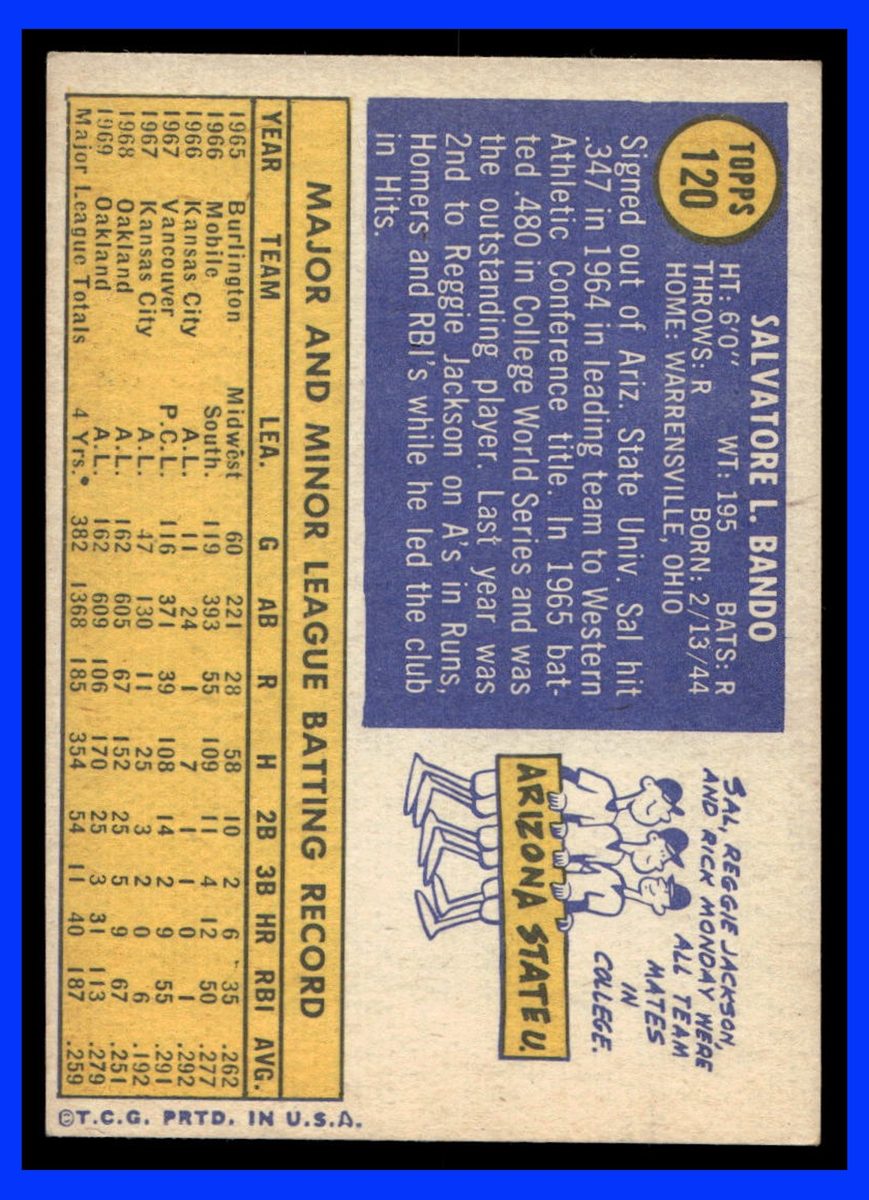 TOPPS
120
SALVATORE L. BANDO
HT: 6'0" WT: 195 BATS: R
THROWS: R BORN: 2/13/44
HOME: WARRENSVILLE, OHIO
Signed out of Ariz. State Univ. Sal hit
.347 in 1964 in leading team to Western
Athletic Conference title. In 1965 bat-
ted .480 in College World Series and was
the outstanding player. Last year was
2nd to Reggie Jackson on A's in Runs,
Homers and RBI's while he led the club
in Hits.
SAL, REGGIE JACKSON,
AND RICK MONDAY WERE
ALL TEAM
MATES
IN
COLLEGE.
ARIZONA STATE U.
MAJOR AND MINOR LEAGUE BATTING RECORD
YEAR TEAM LEA. G AB R H 2B 3B HR RBI AVG.
1965 Burlington Midwest 60 221 28 58 10 2 6 35 .262
1966 Mobile South. 119 393 55 109 11 4 12 50 .277
1966 Kansas City A.L. 11 24 1 7 1 1 0 1 .292
1967 Vancouver P.C.L. 116 371 39 108 14 2 9 55 .291
1967 Kansas City A.L. 47 130 11 25 3 2 0 6 .192
1968 Oakland A.L. 162 605 67 152 25 5 9 67 .251
1969 Oakland A.L. 162 609 106 170 25 3 31 113 .279
Major League Totals 4 Yrs. 382 1368 185 354 54 11 40 187 .259
©T.C.G. PRTD. IN U.S.A.